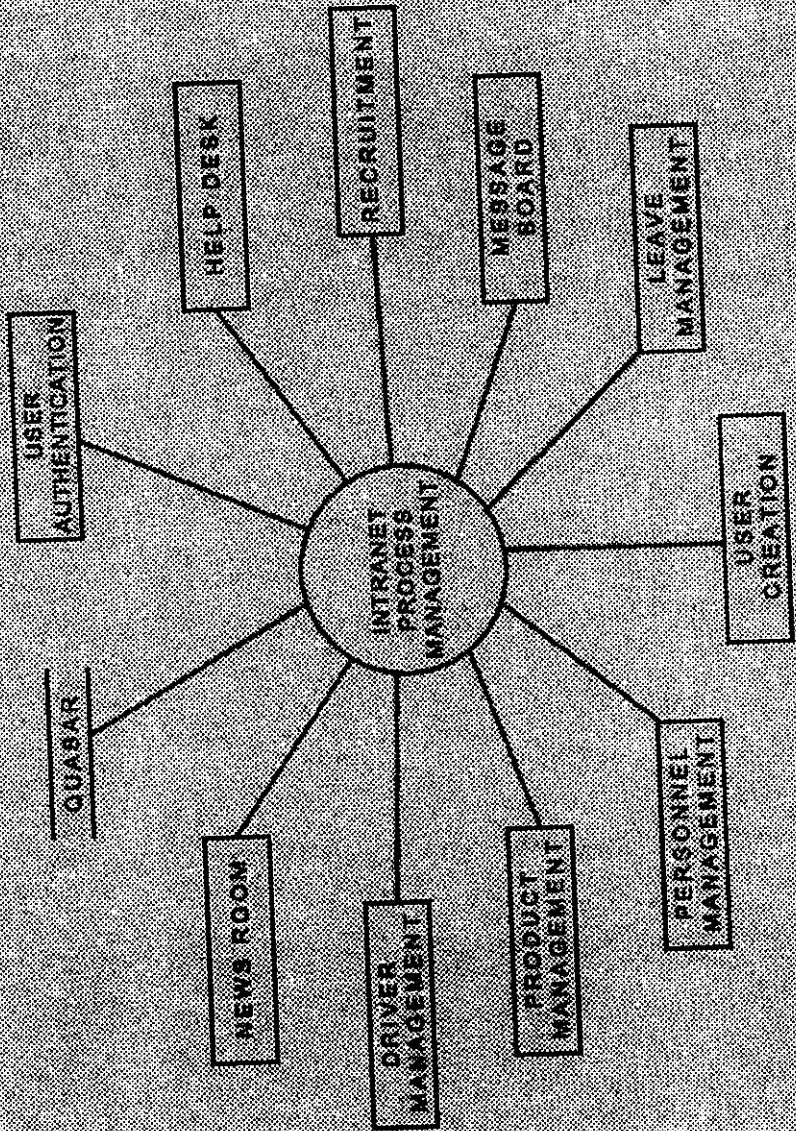 USER
AUTHENTICATION
HELP DESK
RECRUITMENT
MESSAGE
BOARD
LEAVE
MANAGEMENT
USER
CREATION
PERSONNEL
MANAGEMENT
PRODUCT
MANAGEMENT
DRIVER
MANAGEMENT
NEWS ROOM
QUASAR
INTRANET
PROCESS
MANAGEMENT